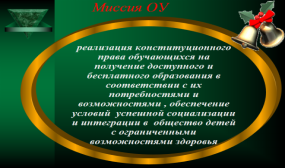 Миссия ОУ
реализация конституционного
права обучающихся на
получение доступного и
бесплатного образования в
соответствии с их
потребностями и
возможностями , обеспечение
условий успешной социализации
и интеграции в общество детей
с ограниченными
возможностями здоровья